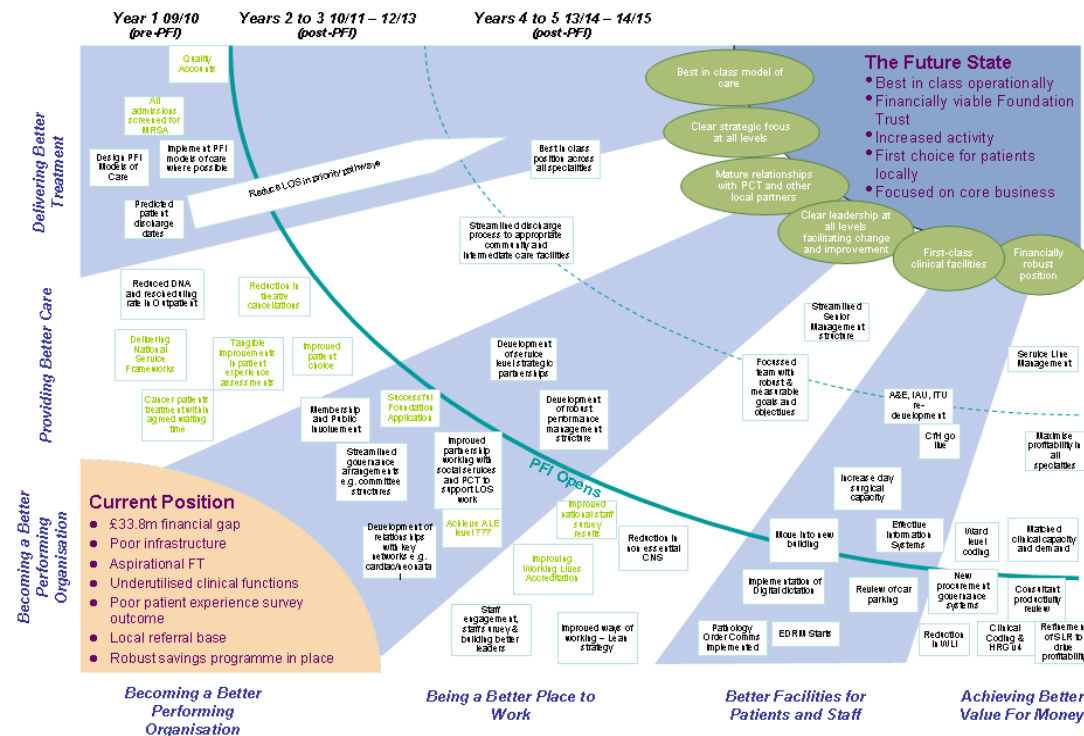 Year 1 09/10
(pre-PFI)
Years 2 to 3 10/11 – 12/13
(post-PFI)
Years 4 to 5 13/14 – 14/15
(post-PFI)
Delivering Better
Treatment
Providing Better Care
Becoming a Better
Performing
Organisation
Quality
Accounts
All
admissions
screened for
MRSA
Design PFI
Models of
Care
Implement PFI
models of care
where possible
Predicted
patient
discharge
dates
Reduce LOS in priority pathways
Best in class
position across
all specialities
Streamlined discharge
process to appropriate
community and
intermediate care facilities
Best in class model of
care
Clear strategic focus
at all levels
Mature relationships
with PCT and other
local partners
Clear leadership at
all levels
facilitating change
and improvement
First-class
clinical facilities
Financially
robust
position
The Future State
• Best in class operationally
• Financially viable Foundation
Trust
• Increased activity
• First choice for patients
locally
• Focused on core business
Reduced DNA
and rescheduling
rate in Outpatient
Reduction in
theatre
cancellations
Delivering
National
Service
Frameworks
Tangible
improvements
in patient
experience
assessments
Improved
patient
choice
Cancer patients
treatment within
agreed waiting
time
Membership
and Public
Involvement
Successful
Foundation
Application
Streamlined
governance
arrangements
e.g. committee
structures
Improved
partnership
working with
social services
and PCT to
support LOS
work
Development
of service
level strategic
partnerships
Development
of robust
performance
management
structure
Streamlined
Senior
Management
structure
Focussed
team with
robust &
measurable
goals and
objectives
Service Line
Management
A&E, IAU, ITU
re-
development
CfH go
live
Maximise
profitability in
all
specialties
PFI Opens
Increase day
surgical
capacity
Current Position
• £33.8m financial gap
• Poor infrastructure
• Aspirational FT
• Underutilised clinical functions
• Poor patient experience survey
outcome
• Local referral base
• Robust savings programme in place
Development of
relationships
with key
networks e.g.
cardiac/neonata
l
Achieve ALE
level ???
Improved
national staff
survey
results
Improving
Working Lives
Accreditation
Reduction in
non essential
CNS
Staff
engagement,
staff survey &
building better
leaders
Improved ways of
working – Lean
strategy
Move into new
building
Effective
Information
Systems
Ward
level
coding
Matched
clinical capacity
and demand
Implementation of
Digital dictation
Review of car
parking
New
procurement
governance
systems
Consultant
productivity
review
Pathology
Order Comms
Implemented
EDRM Starts
Reduction
in WLI
Clinical
Coding &
HRG v4
Refinemen
of SLR to
drive
profitability
Becoming a Better
Performing
Organisation
Being a Better Place to
Work
Better Facilities for
Patients and Staff
Achieving Better
Value For Money